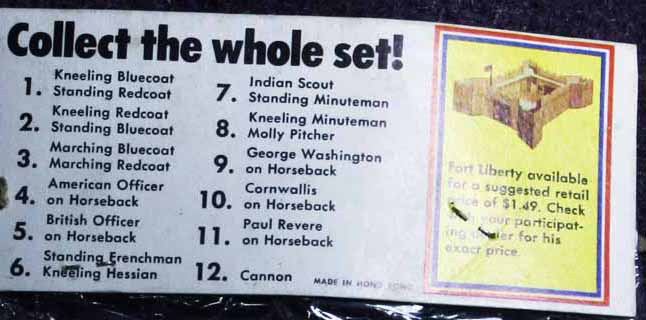 Collect the whole set!
1. Kneeling Bluecoat
Standing Redcoat
2. Kneeling Redcoat
Standing Bluecoat
3. Marching Bluecoat
Marching Redcoat
4. American Officer
on Horseback
5. British Officer
on Horseback
6. Standing Frenchman
Kneeling Hessian
7. Indian Scout
Standing Minuteman
8. Kneeling Minuteman
Molly Pitcher
9. George Washington
on Horseback
10. Cornwallis
on Horseback
11. Paul Revere
on Horseback
12. Cannon
MADE IN HONG KONG
Fort Liberty available
for a suggested retail
price of $1.49. Check
your participat-
ing
for his
exact price.